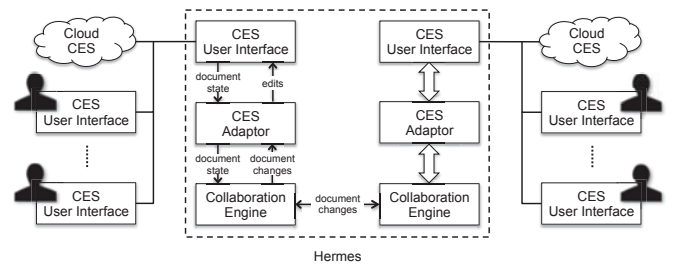 Cloud
CES
CES
User Interface
CES
User Interface
CES
User Interface
document
state
edits
CES
Adaptor
document
state
document
changes
Collaboration
Engine
document
changes
CES
User Interface
CES
Adaptor
Collaboration
Engine
Cloud
CES
CES
User Interface
CES
User Interface
Hermes